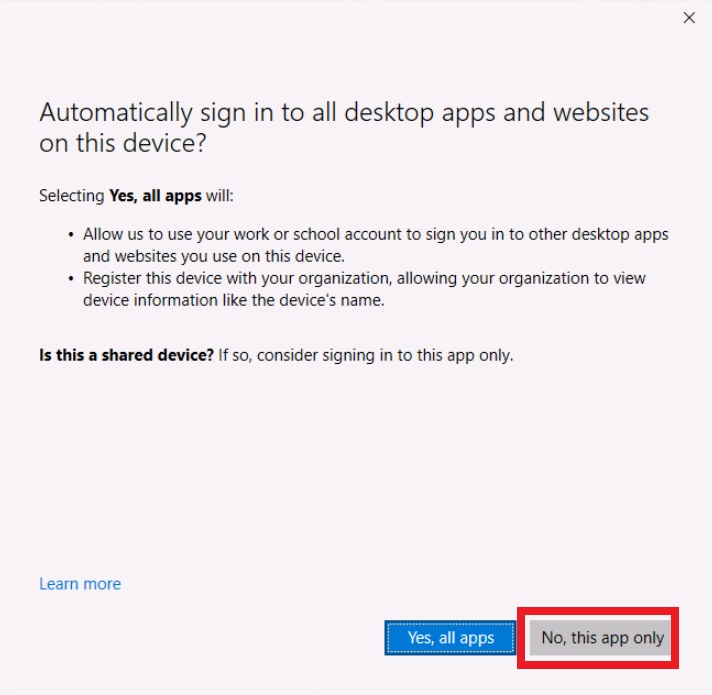 Automatically sign in to all desktop apps and websites
on this device?
Selecting Yes, all apps will:
• Allow us to use your work or school account to sign you in to other desktop apps
and websites you use on this device.
• Register this device with your organization, allowing your organization to view
device information like the device's name.
Is this a shared device? If so, consider signing in to this app only.
Learn more
Yes, all apps
No, this app only